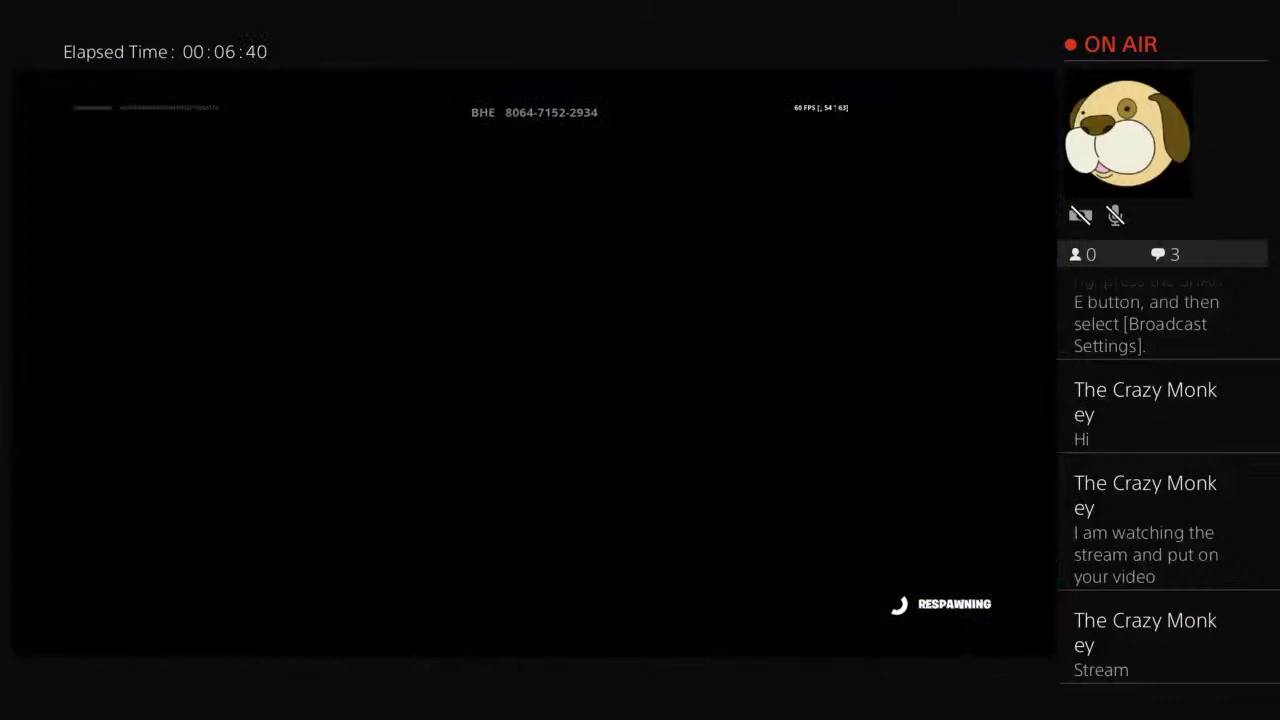 Elapsed Time: 00:06:40
ON AIR
BHE 8064-7152-2934
60 FPS [↓ 54 ↑ 63]
0
3
E button, and then
select [Broadcast
Settings].
The Crazy Monk
ey
Hi
The Crazy Monk
ey
I am watching the
stream and put on
your video
RESPAWNING
The Crazy Monk
ey
Stream